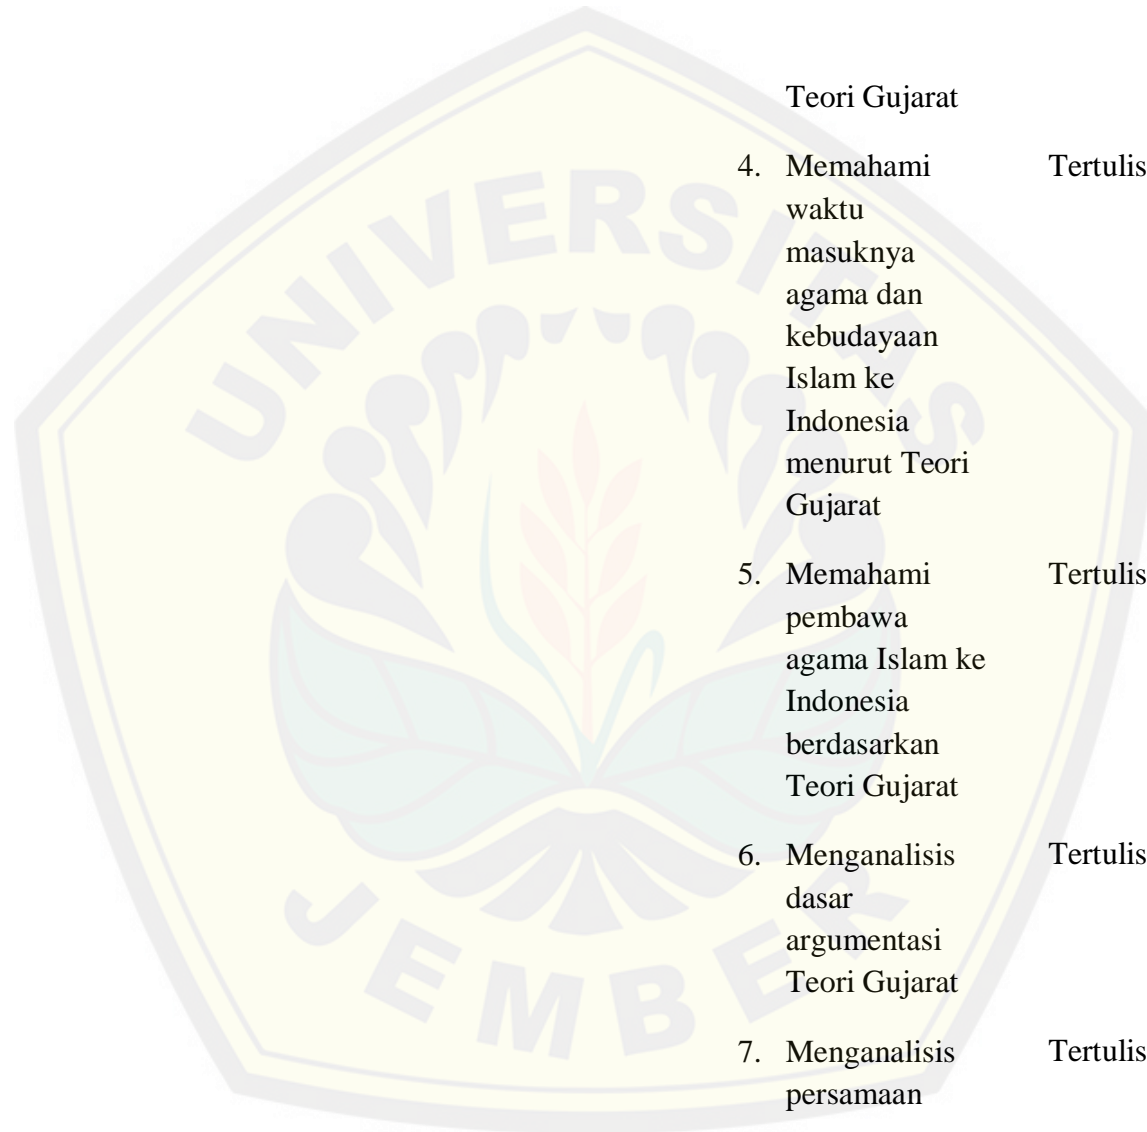 UNIVERSITAS
Teori Gujarat
4. Memahami Tertulis
waktu
masuknya
agama dan
kebudayaan
Islam ke
Indonesia
menurut Teori
Gujarat
5. Memahami Tertulis
pembawa
agama Islam ke
Indonesia
berdasarkan
Teori Gujarat
6. Menganalisis Tertulis
dasar
argumentasi
Teori Gujarat
7. Menganalisis Tertulis
persamaan
JEMBER